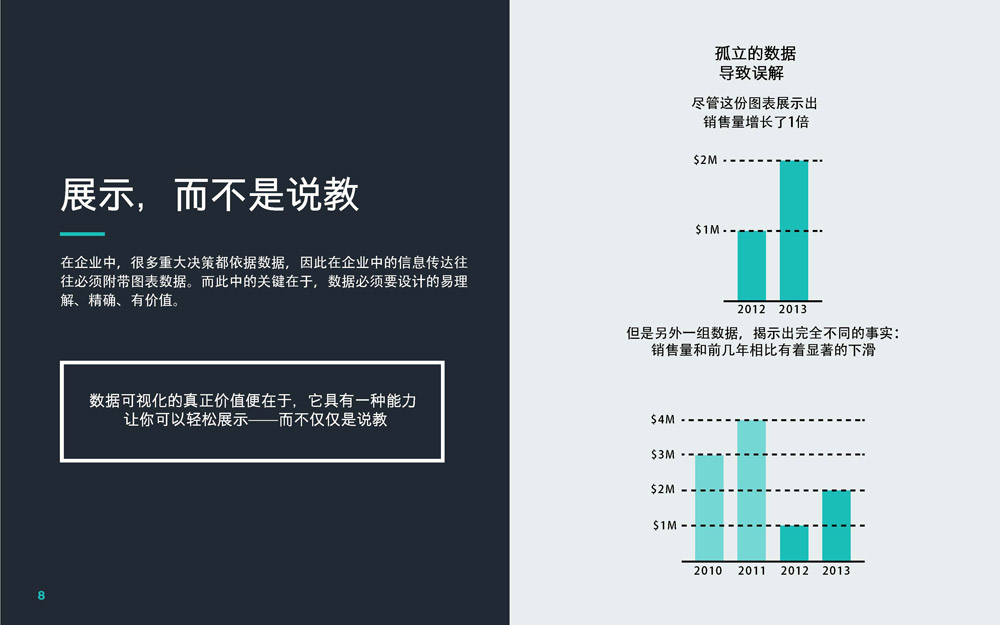 展示，而不是说教
在企业中，很多重大决策都依据数据，因此在企业中的信息传达往
往必须附带图表数据。而此中的关键在于，数据必须要设计的易理
解、精确、有价值。
数据可视化的真正价值便在于，它具有一种能力
让你可以轻松展示——而不仅仅是说教
8
孤立的数据
导致误解
尽管这份图表展示出
销售量增长了1倍
$2M
$1M
2012 2013
但是另外一组数据，揭示出完全不同的事实：
销售量和前几年相比有着显著的下滑
$4M
$3M
$2M
$1M
2010 2011 2012 2013